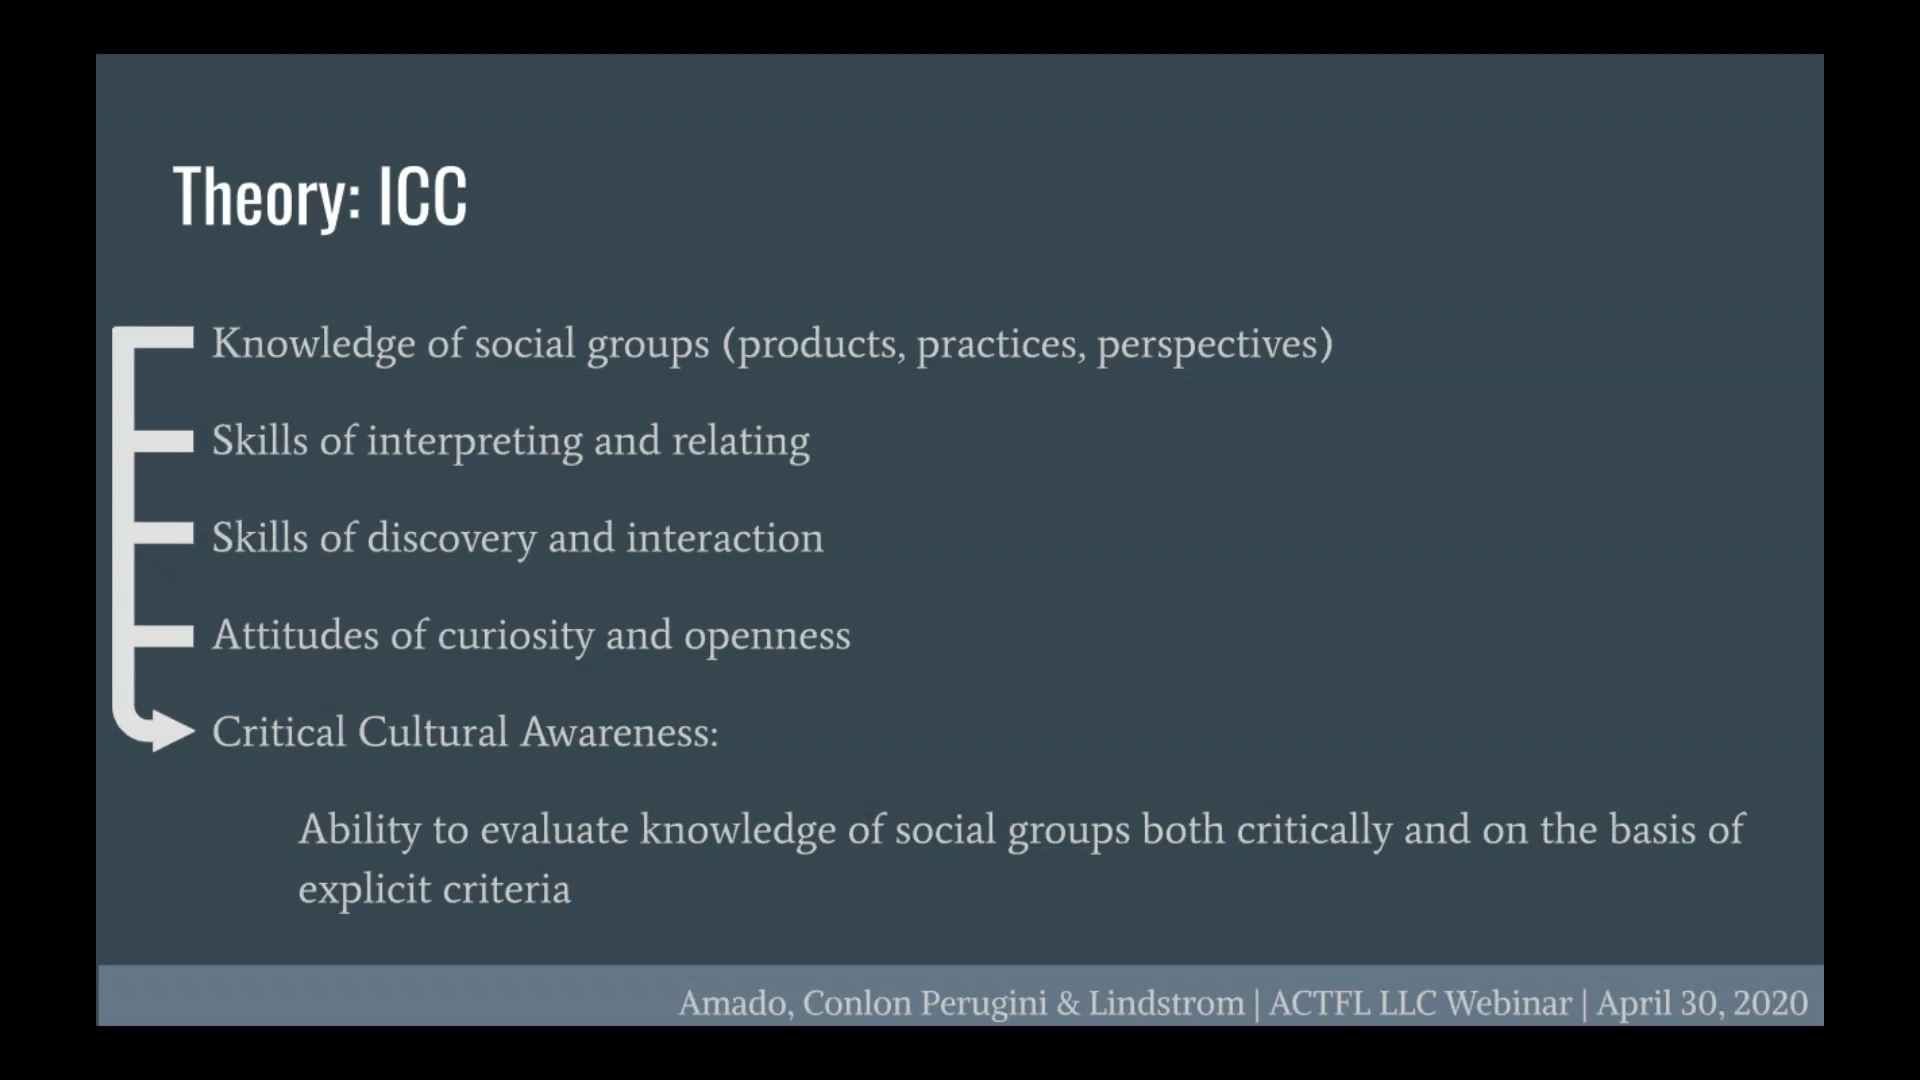 Theory: ICC
Knowledge of social groups (products, practices, perspectives)
Skills of interpreting and relating
Skills of discovery and interaction
Attitudes of curiosity and openness
Critical Cultural Awareness:
Ability to evaluate knowledge of social groups both critically and on the basis of
explicit criteria
Amado, Conlon Perugini & Lindstrom | ACTFL LLC Webinar | April 30, 2020